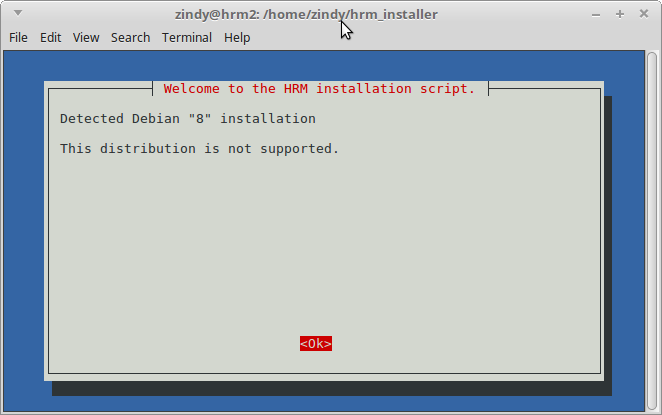 zindy@hrm2: /home/zindy/hrm_installer
File Edit View Search Terminal Help
Welcome to the HRM installation script.
Detected Debian "8" installation
This distribution is not supported.
<Ok>